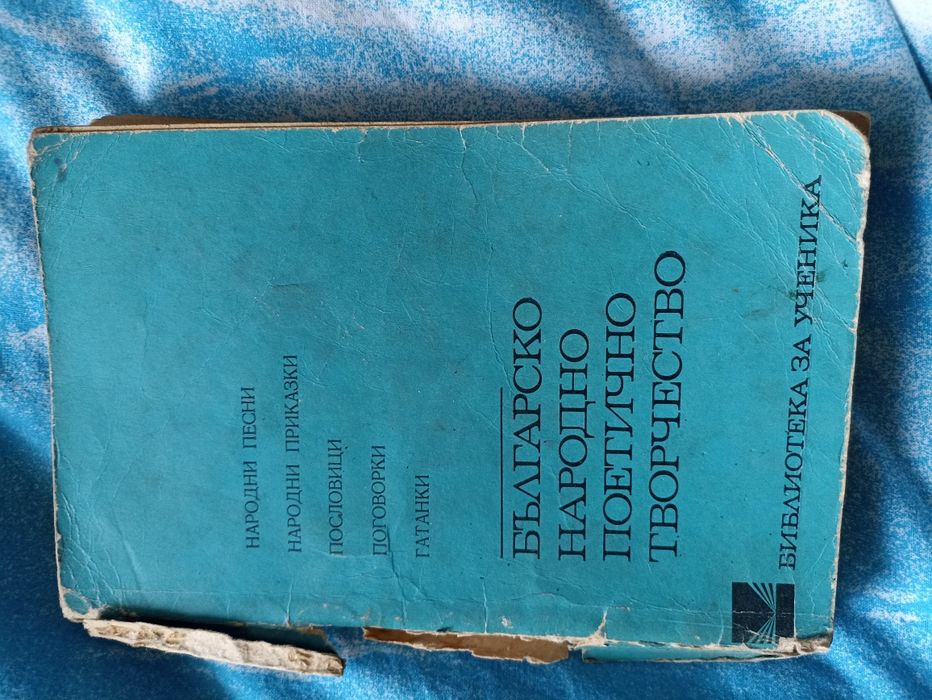 НАРОДНИ ПЕСНИ
НАРОДНИ ПРИКАЗКИ
ПОСЛОВИЦИ
ПОГОВОРКИ
ГАТАНКИ
БЪЛГАРСКО
НАРОДНО
ПОЕТИЧНО
ТВОРЧЕСТВО
БИБЛИОТЕКА ЗА УЧЕНИКА